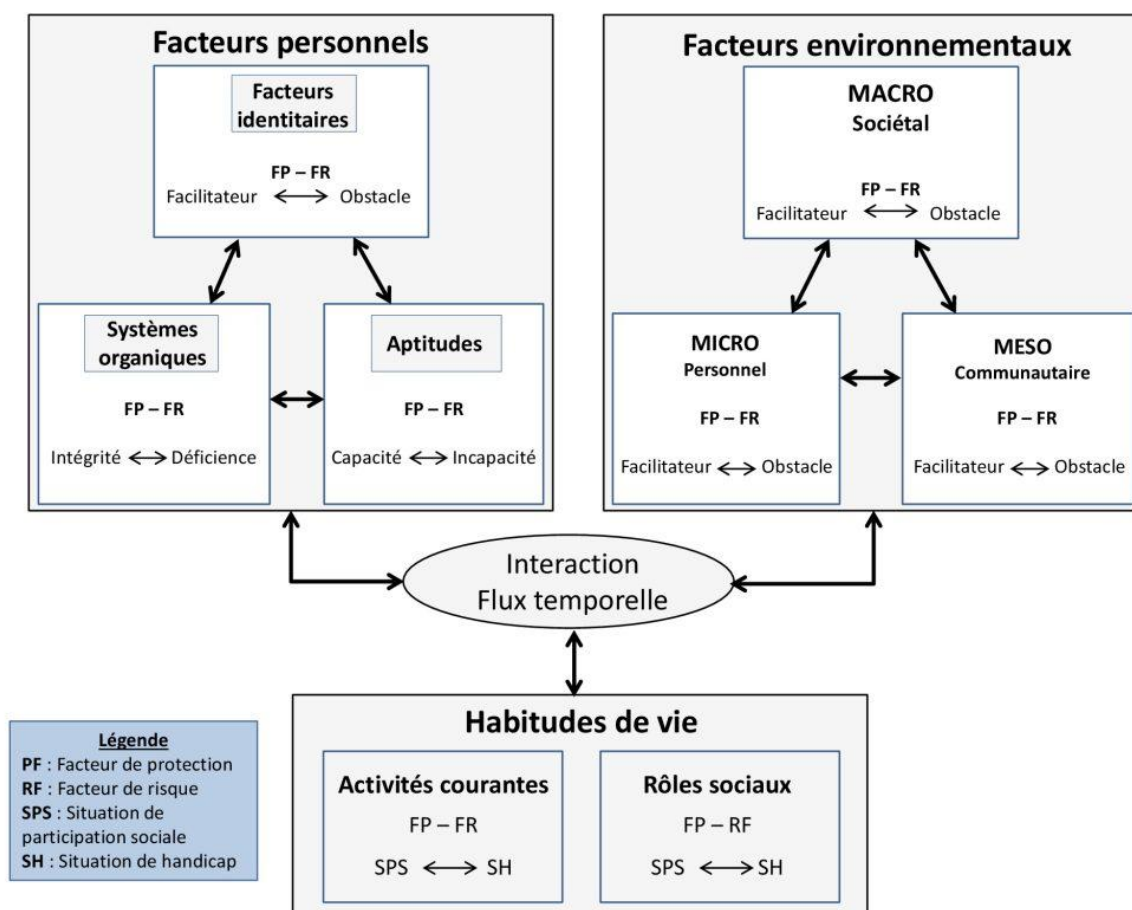 Facteurs personnels
Facteurs
identitaires
FP – FR
Facilitateur Obstacle
Systèmes
organiques
FP – FR
Intégrité Déficience
Aptitudes
FP – FR
Capacité Incapacité
Facteurs environnementaux
MACRO
Sociétal
FP – FR
Facilitateur Obstacle
MICRO
Personnel
FP – FR
Facilitateur Obstacle
MESO
Communautaire
FP – FR
Facilitateur Obstacle
Interaction
Flux temporelle
Habitudes de vie
Activités courantes
FP – FR
SPS SH
Rôles sociaux
FP – RF
SPS SH
Légende
PF : Facteur de protection
RF : Facteur de risque
SPS : Situation de
participation sociale
SH : Situation de handicap